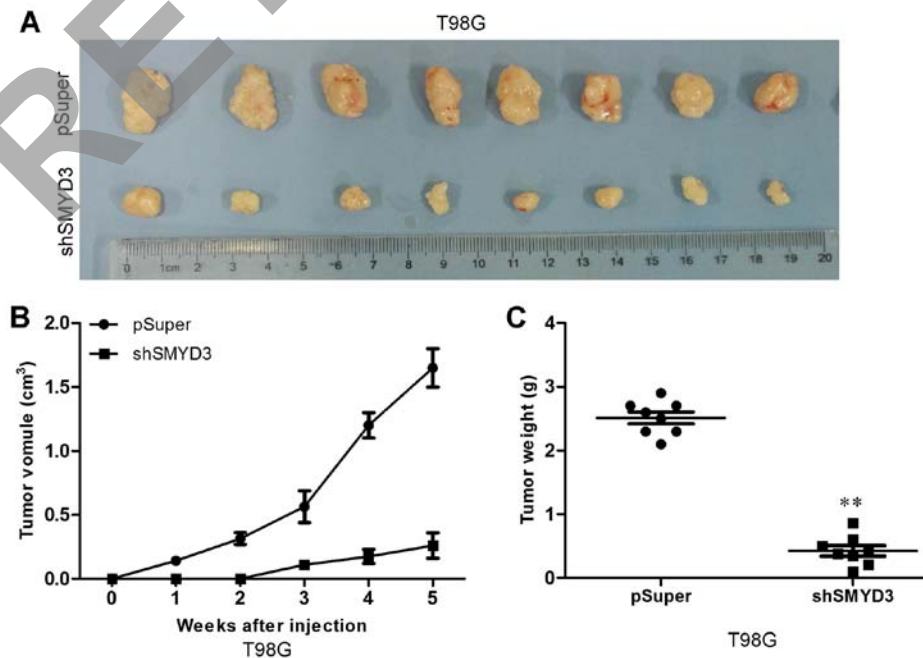 RE
A
T98G
pSuper
shSMYD3
0 1cm 2 3 4 5 6 7 8 9 10 11 12 13 14 15 16 17 18 19 20
B
pSuper
shSMYD3
Tumor vomule (cm³)
2.0
1.5
1.0
0.5
0.0
0 1 2 3 4 5
Weeks after injection
T98G
C
Tumor weight (g)
4
3
2
1
0
**
pSuper shSMYD3
T98G